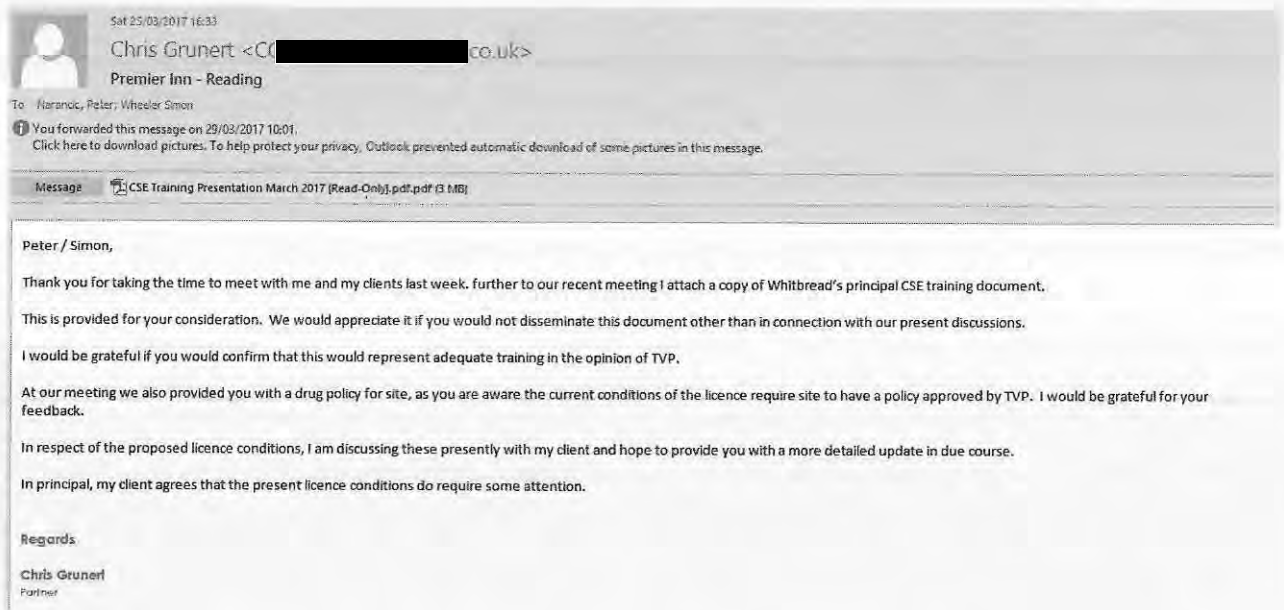 Sat 25/03/2017 16:33
Chris Grunert <C co.uk>
Premier Inn - Reading
To Narancic, Peter; Wheeler Simon
You forwarded this message on 29/03/2017 10:01.
Click here to download pictures. To help protect your privacy, Outlook prevented automatic download of some pictures in this message.
Message CSE Training Presentation March 2017 [Read-Only].pdf.pdf (3 MB)
Peter / Simon,
Thank you for taking the time to meet with me and my clients last week. further to our recent meeting I attach a copy of Whitbread's principal CSE training document.
This is provided for your consideration. We would appreciate it if you would not disseminate this document other than in connection with our present discussions.
I would be grateful if you would confirm that this would represent adequate training in the opinion of TVP.
At our meeting we also provided you with a drug policy for site, as you are aware the current conditions of the licence require site to have a policy approved by TVP. I would be grateful for your
feedback.
In respect of the proposed licence conditions, I am discussing these presently with my client and hope to provide you with a more detailed update in due course.
In principal, my client agrees that the present licence conditions do require some attention.
Regards
Chris Grunert
Partner